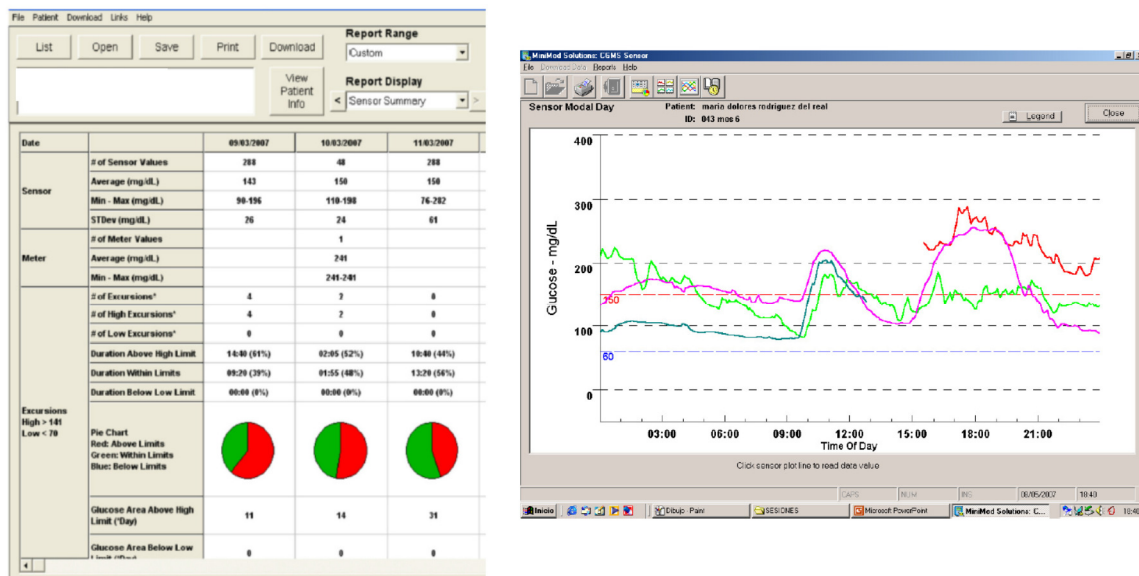 File Patient Download Links Help
List Open Save Print Download
Report Range
Custom
View Patient Info
Report Display
< Sensor Summary >
Date 09/03/2007 10/03/2007 11/03/2007
Sensor
# of Sensor Values 288 48 288
Average (mg/dL) 143 150 150
Min - Max (mg/dL) 90-196 110-198 76-282
STDev (mg/dL) 26 24 61
Meter
# of Meter Values 1
Average (mg/dL) 241
Min - Max (mg/dL) 241-241
Excursions
High > 141
Low < 70
# of Excursions* 4 2 0
# of High Excursions* 4 2 0
# of Low Excursions* 0 0 0
Duration Above High Limit 14:40 (61%) 02:05 (52%) 10:40 (44%)
Duration Within Limits 09:20 (39%) 01:55 (48%) 13:20 (56%)
Duration Below Low Limit 00:00 (0%) 00:00 (0%) 00:00 (0%)
Pie Chart
Red: Above Limits
Green: Within Limits
Blue: Below Limits
Glucose Area Above High
Limit (*Day) 11 14 31
Glucose Area Below Low 0 0 0
MiniMed Solutions: CGMS Sensor
File Download Data Reports Help
Sensor Modal Day
Patient: maria dolores rodriguez del real
ID: 043 mes 6
Legend
Close
Glucose - mg/dL
400
300
200
150
100
60
0
03:00 06:00 09:00 12:00 15:00 18:00 21:00
Time Of Day
Click sensor plot line to read data value
CAPS NUM INS 08/05/2007 18:40
Inicio Dibujo - Paint SESIONES Microsoft PowerPoint MiniMed Solutions: C... 18:40